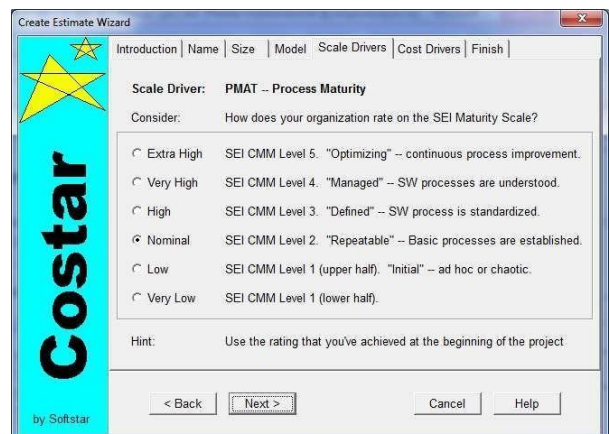 Create Estimate Wizard
Introduction Name Size Model Scale Drivers Cost Drivers Finish
Scale Driver: PMAT -- Process Maturity
Consider: How does your organization rate on the SEI Maturity Scale?
Extra High SEI CMM Level 5. "Optimizing" -- continuous process improvement.
Very High SEI CMM Level 4. "Managed" -- SW processes are understood.
High SEI CMM Level 3. "Defined" -- SW process is standardized.
Nominal SEI CMM Level 2. "Repeatable" -- Basic processes are established.
Low SEI CMM Level 1 (upper half). "Initial" -- ad hoc or chaotic.
Very Low SEI CMM Level 1 (lower half).
Hint: Use the rating that you've achieved at the beginning of the project
< Back Next > Cancel Help
Costar
by Softstar